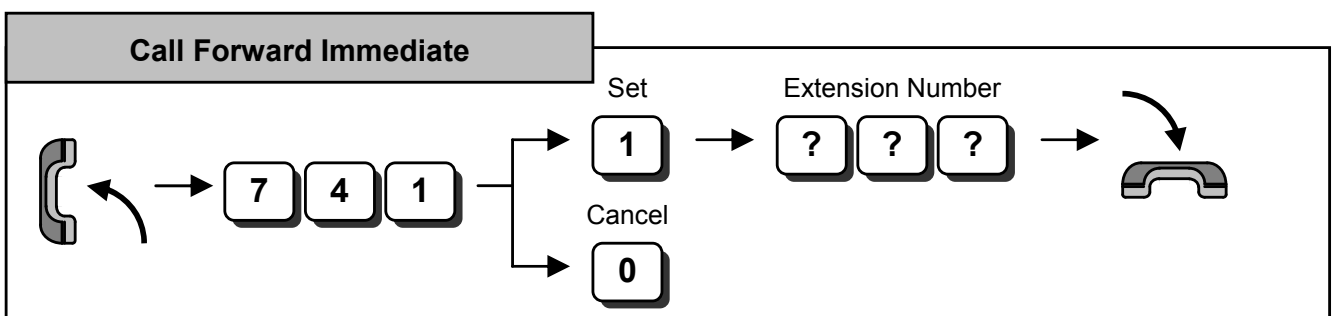 Call Forward Immediate
Set
Extension Number
7 4 1
1
? ? ?
Cancel
0